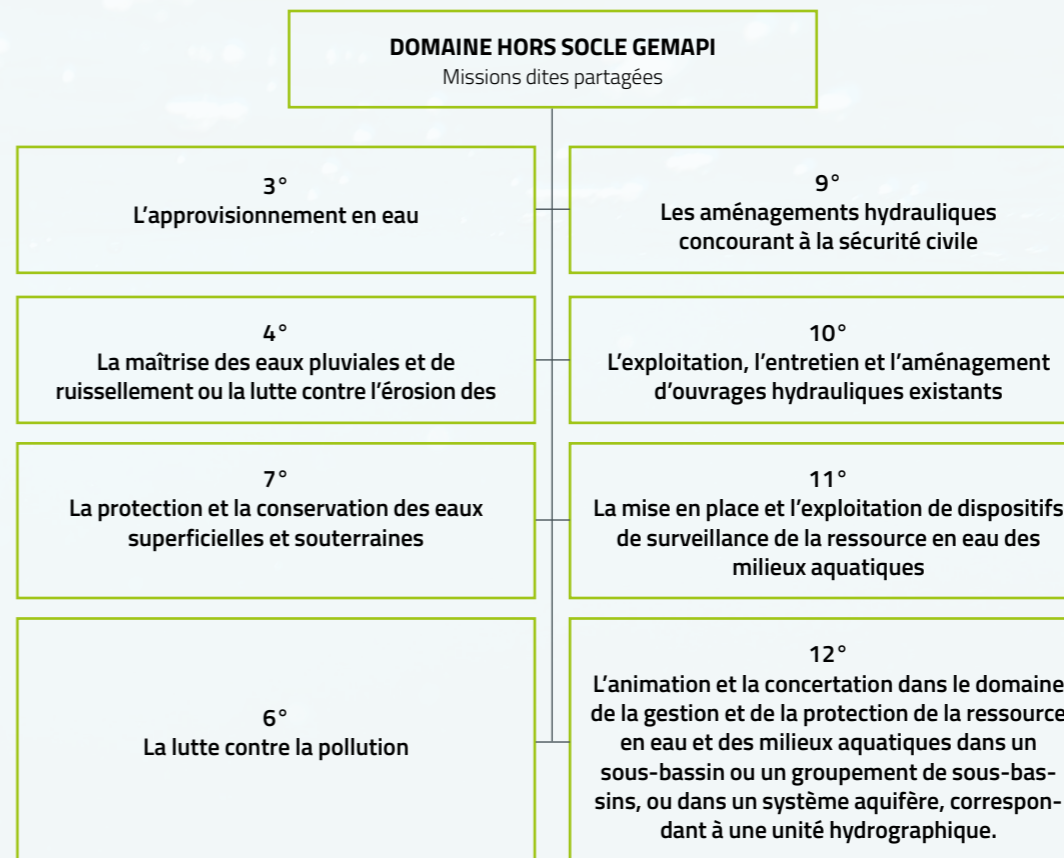 DOMAINE HORS SOCLE GEMAPI
Missions dites partagées
3°
L’approvisionnement en eau
4°
La maîtrise des eaux pluviales et de
ruissellement ou la lutte contre l’érosion des
7°
La protection et la conservation des eaux
superficielles et souterraines
6°
La lutte contre la pollution
9°
Les aménagements hydrauliques
concourant à la sécurité civile
10°
L’exploitation, l’entretien et l’aménagement
d’ouvrages hydrauliques existants
11°
La mise en place et l’exploitation de dispositifs
de surveillance de la ressource en eau des
milieux aquatiques
12°
L’animation et la concertation dans le domaine
de la gestion et de la protection de la ressource
en eau et des milieux aquatiques dans un
sous-bassin ou un groupement de sous-bas-
sins, ou dans un système aquifère, correspon-
dant à une unité hydrographique.